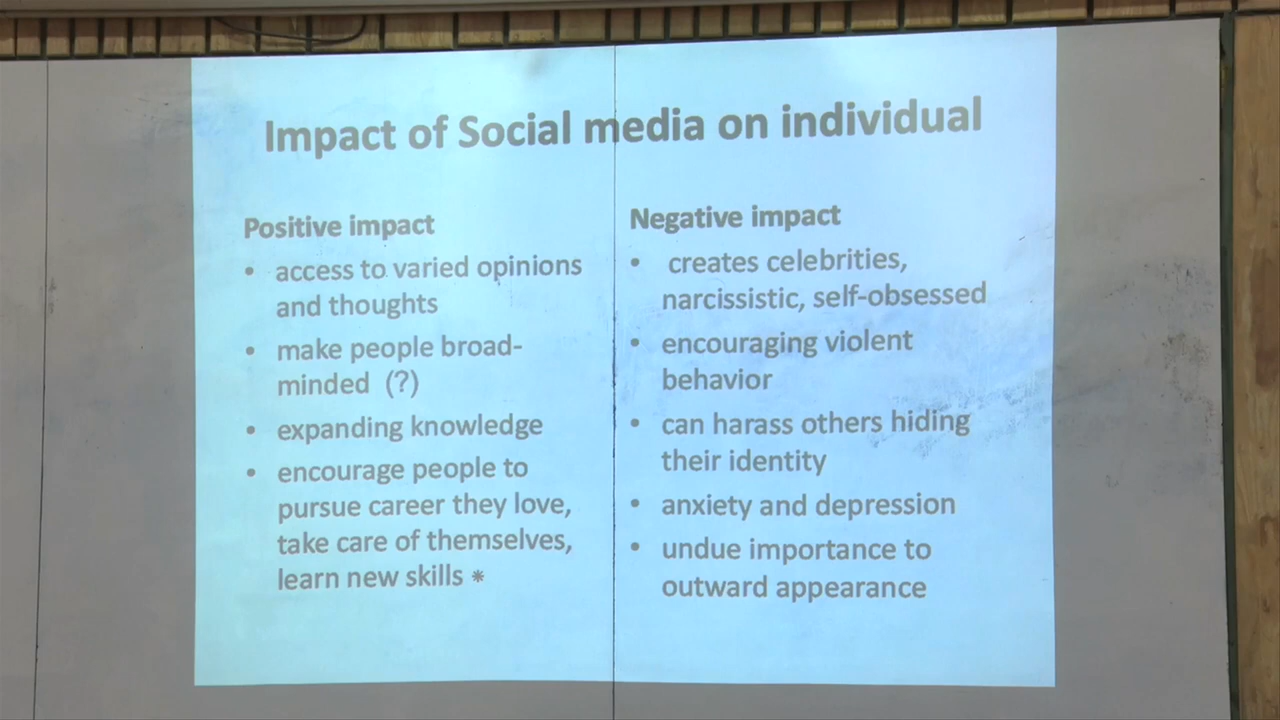 Impact of Social media on individual
Positive impact
• access to varied opinions
and thoughts
• make people broad-
minded (?)
• expanding knowledge
• encourage people to
pursue career they love,
take care of themselves,
learn new skills *
Negative impact
• creates celebrities,
narcissistic, self-obsessed
• encouraging violent
behavior
• can harass others hiding
their identity
• anxiety and depression
• undue importance to
outward appearance